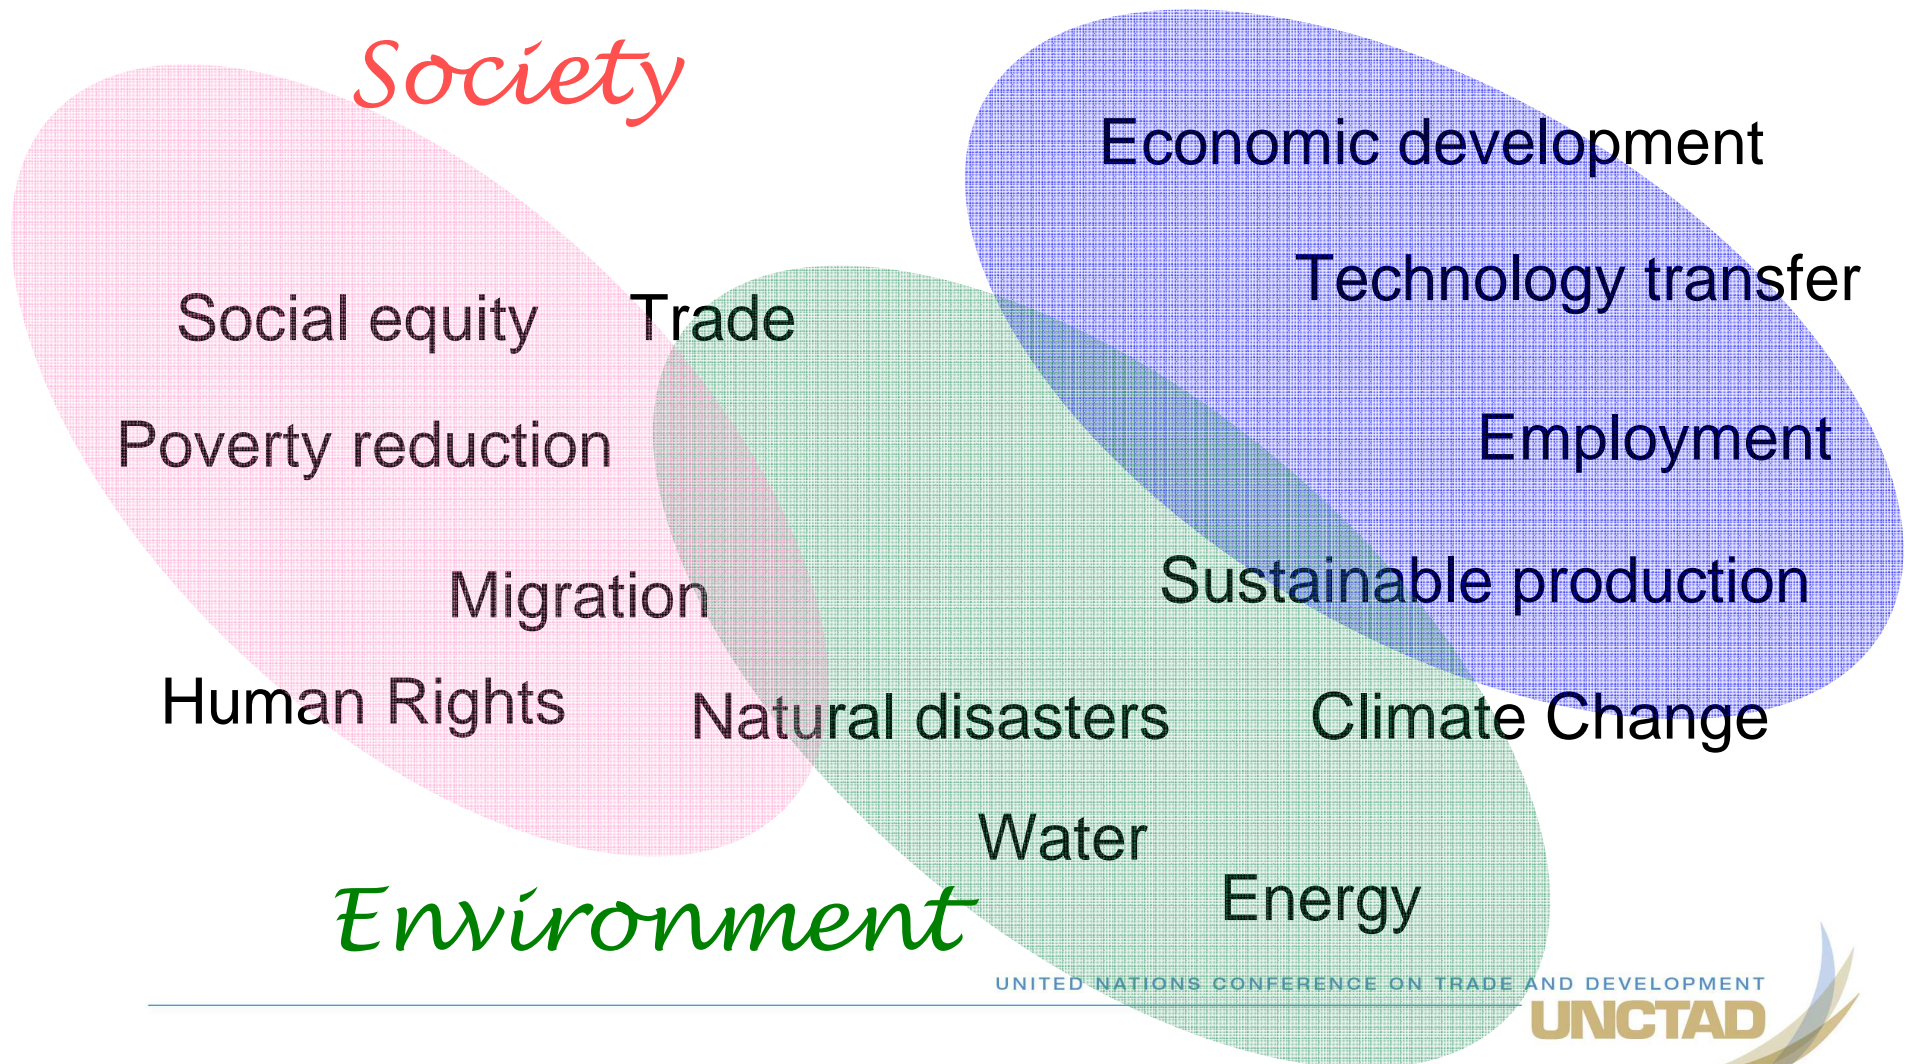 Society
Economic development
Technology transfer
Social equity
Trade
Employment
Poverty reduction
Sustainable production
Migration
Human Rights
Natural disasters
Climate Change
Water
Energy
Environment
UNITED NATIONS CONFERENCE ON TRADE AND DEVELOPMENT
UNCTAD